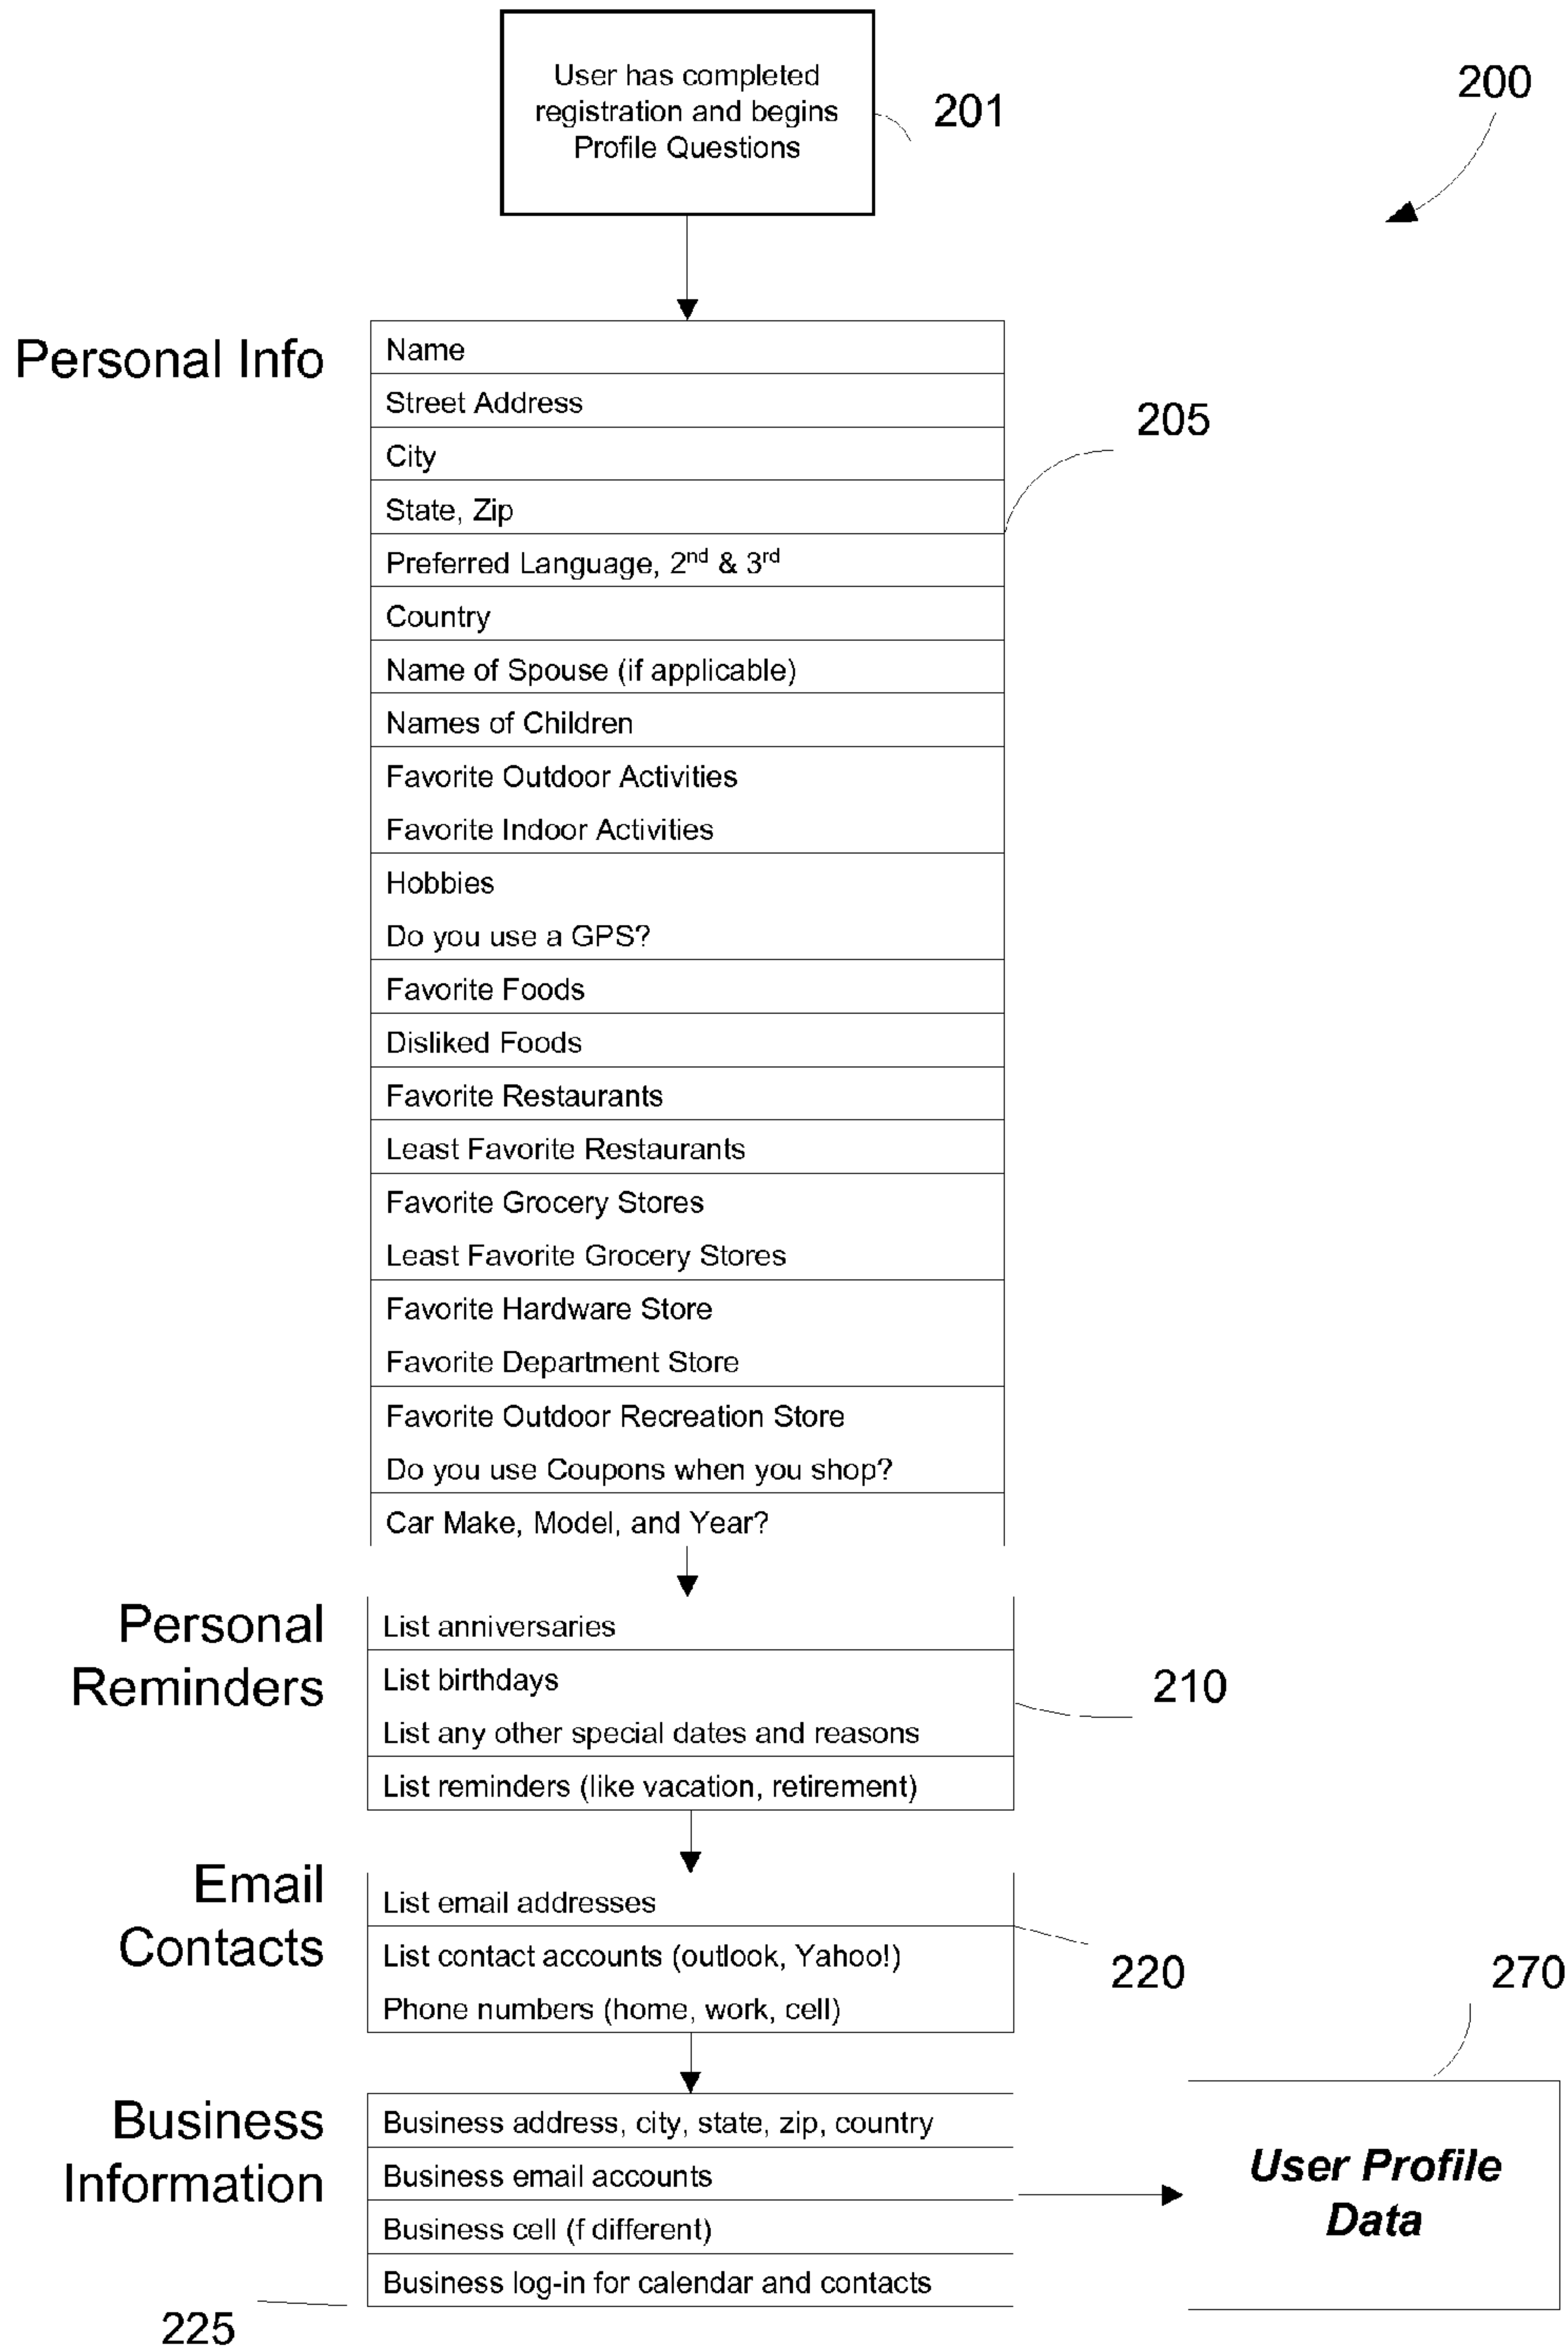 User has completed
registration and begins
Profile Questions
201
200
Personal Info
Name
Street Address
205
City
State, Zip
Preferred Language, 2nd & 3rd
Country
Name of Spouse (if applicable)
Names of Children
Favorite Outdoor Activities
Favorite Indoor Activities
Hobbies
Do you use a GPS?
Favorite Foods
Disliked Foods
Favorite Restaurants
Least Favorite Restaurants
Favorite Grocery Stores
Least Favorite Grocery Stores
Favorite Hardware Store
Favorite Department Store
Favorite Outdoor Recreation Store
Do you use Coupons when you shop?
Car Make, Model, and Year?
Personal
Reminders
List anniversaries
List birthdays
210
List any other special dates and reasons
List reminders (like vacation, retirement)
Email
Contacts
List email addresses
List contact accounts (outlook, Yahoo!)
Phone numbers (home, work, cell)
220
270
Business
Information
Business address, city, state, zip, country
Business email accounts
Business cell (f different)
Business log-in for calendar and contacts
User Profile
Data
225